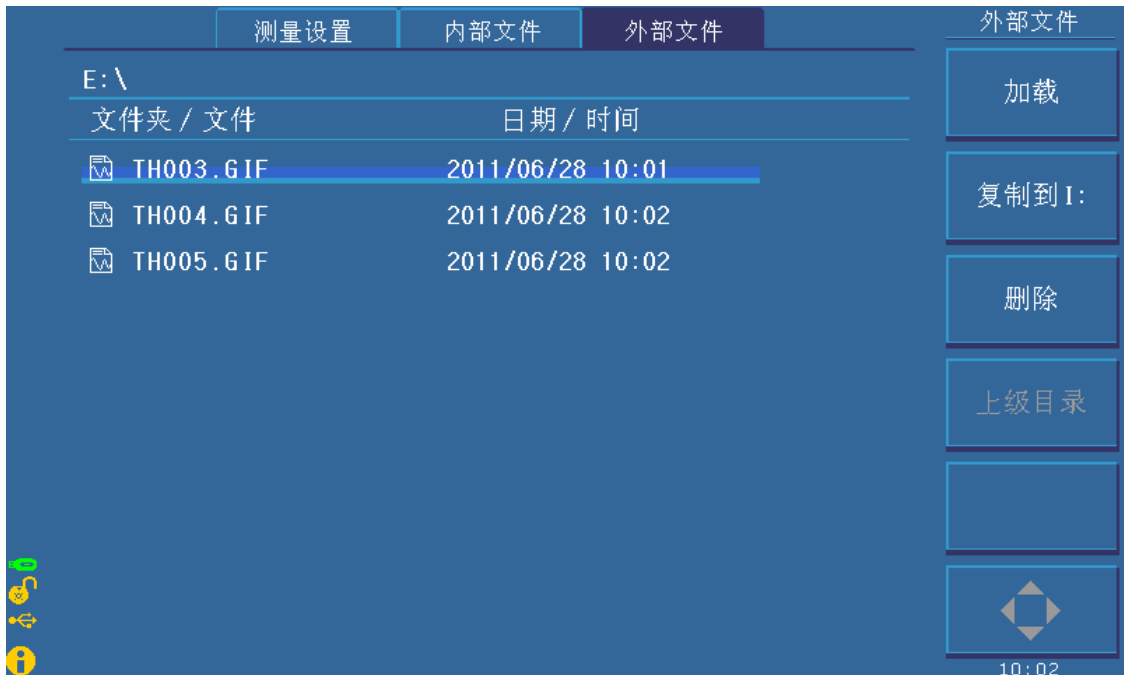 测量设置 内部文件 外部文件 外部文件
E:\
文件夹 / 文件 日期 / 时间
TH003.GIF 2011/06/28 10:01
TH004.GIF 2011/06/28 10:02
TH005.GIF 2011/06/28 10:02
加载
复制到I:
删除
上级目录
10:02